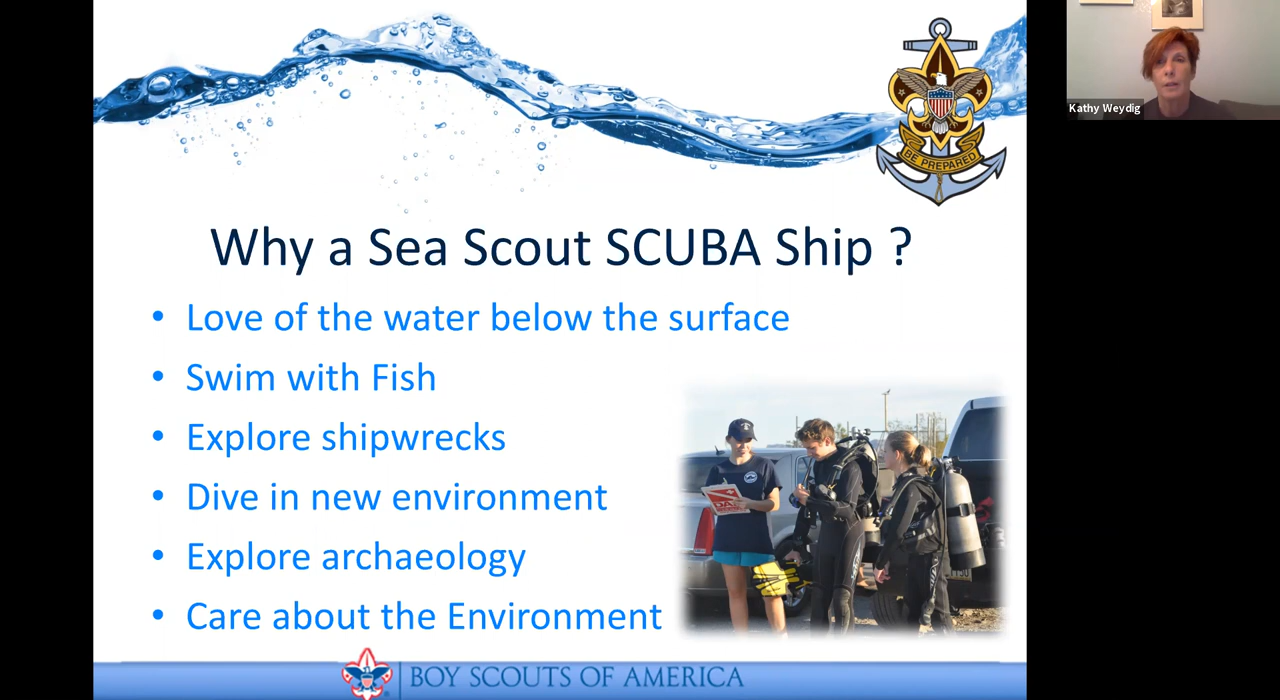 BE PREPARED
Kathy Weydig
Why a Sea Scout SCUBA Ship ?
• Love of the water below the surface
• Swim with Fish
• Explore shipwrecks
• Dive in new environment
• Explore archaeology
• Care about the Environment
BOY SCOUTS OF AMERICA